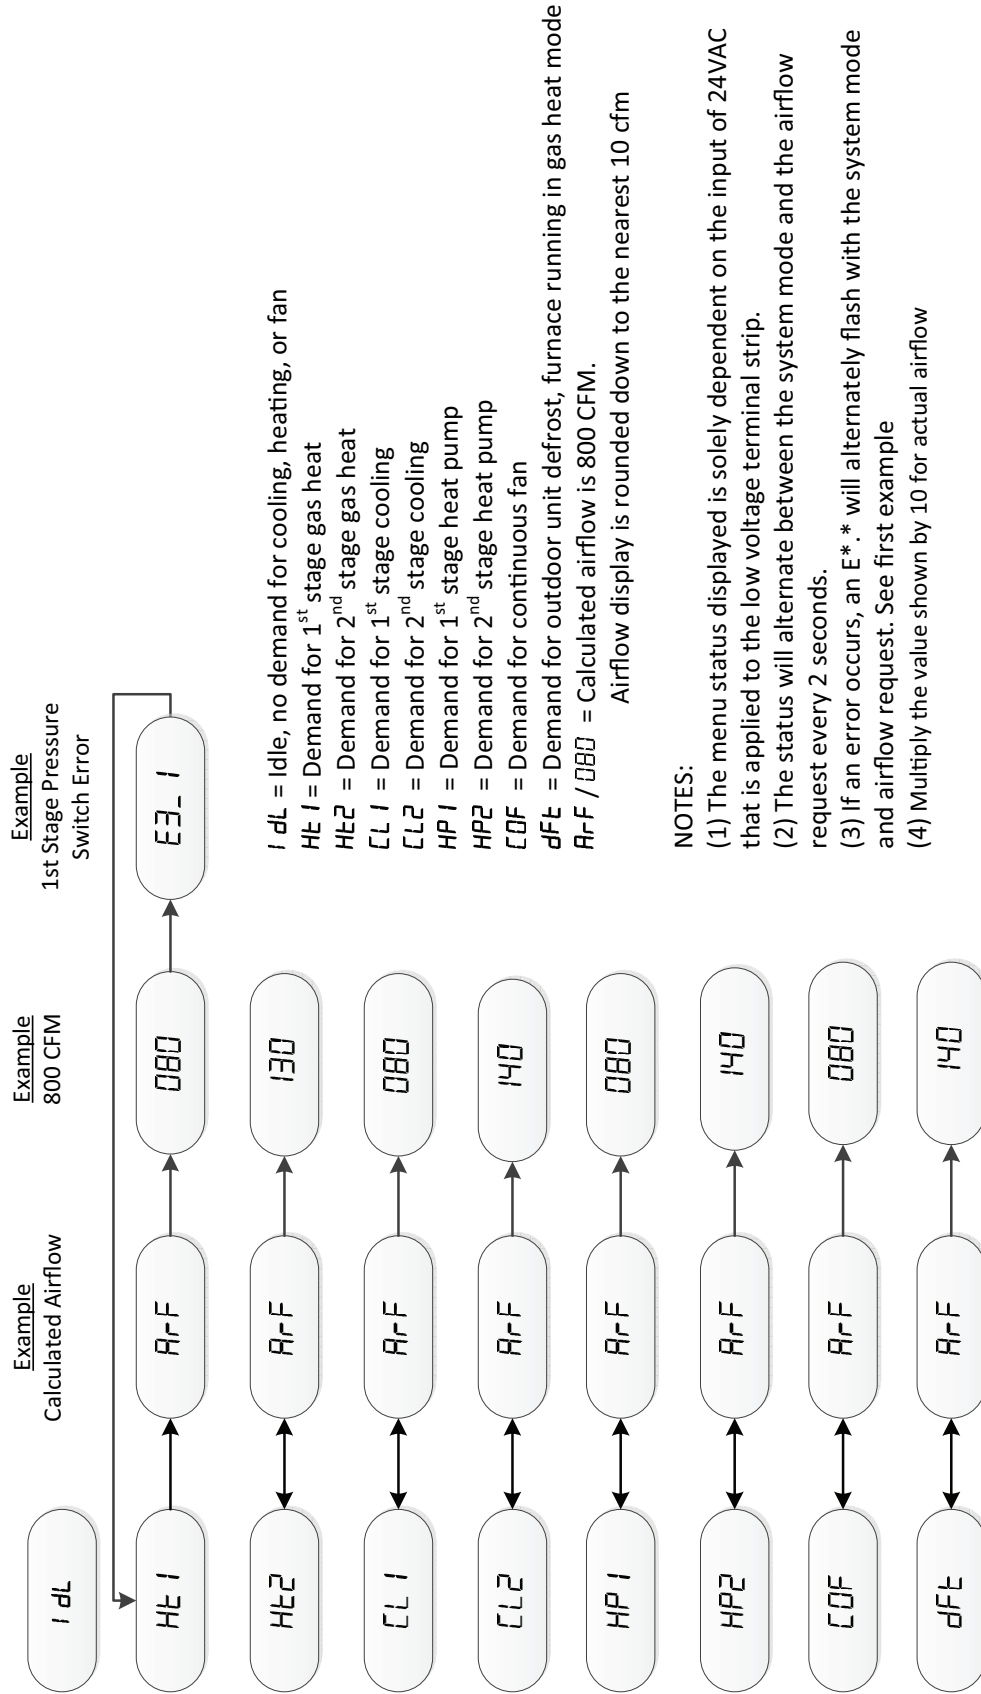 Example
Calculated Airflow
Example
800 CFM
Example
1st Stage Pressure
Switch Error
IdL
Ht1
ArF
080
E3_1
Ht2
ArF
130
CL1
ArF
080
CL2
ArF
140
HP1
ArF
080
HP2
ArF
140
COF
ArF
080
dFt
ArF
140
IdL = Idle, no demand for cooling, heating, or fan
Ht1 = Demand for 1st stage gas heat
Ht2 = Demand for 2nd stage gas heat
CL1 = Demand for 1st stage cooling
CL2 = Demand for 2nd stage cooling
HP1 = Demand for 1st stage heat pump
HP2 = Demand for 2nd stage heat pump
COF = Demand for continuous fan
dFt = Demand for outdoor unit defrost, furnace running in gas heat mode
ArF / 080 = Calculated airflow is 800 CFM.
Airflow display is rounded down to the nearest 10 cfm
NOTES:
(1) The menu status displayed is solely dependent on the input of 24VAC
that is applied to the low voltage terminal strip.
(2) The status will alternate between the system mode and the airflow
request every 2 seconds.
(3) If an error occurs, an E*.* will alternately flash with the system mode
and airflow request. See first example
(4) Multiply the value shown by 10 for actual airflow